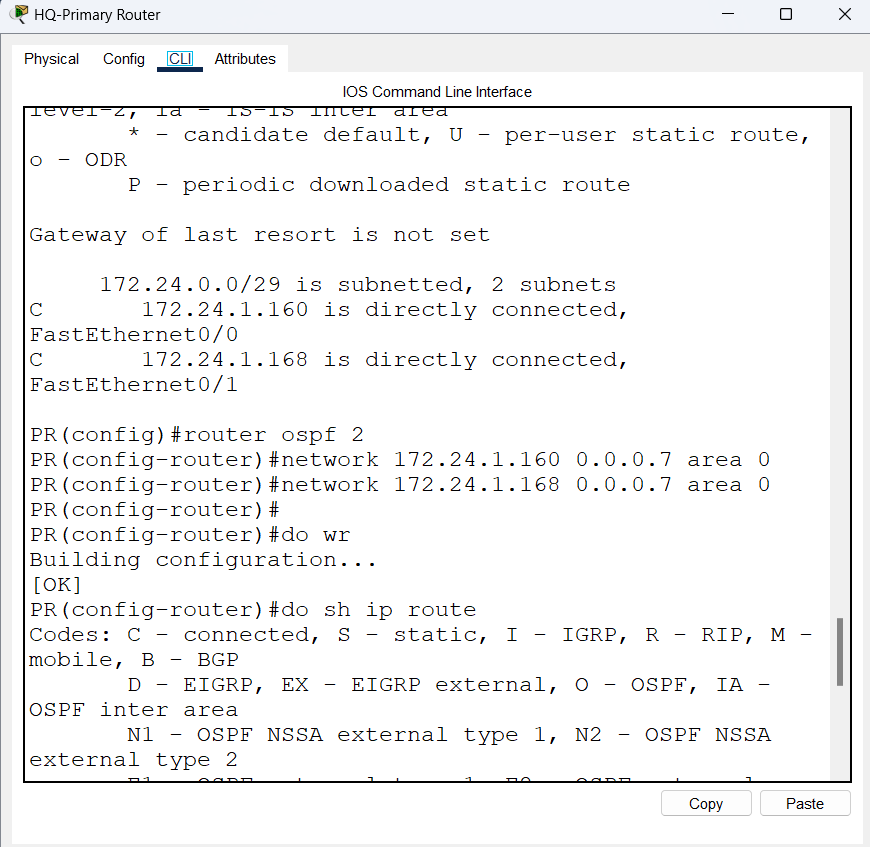 HQ-Primary Router
Physical Config CLI Attributes
IOS Command Line Interface
level-2, ia - IS-IS inter area
* - candidate default, U - per-user static route,
o - ODR
P - periodic downloaded static route
Gateway of last resort is not set
172.24.0.0/29 is subnetted, 2 subnets
C 172.24.1.160 is directly connected,
FastEthernet0/0
C 172.24.1.168 is directly connected,
FastEthernet0/1
PR(config)#router ospf 2
PR(config-router)#network 172.24.1.160 0.0.0.7 area 0
PR(config-router)#network 172.24.1.168 0.0.0.7 area 0
PR(config-router)#
PR(config-router)#do wr
Building configuration...
[OK]
PR(config-router)#do sh ip route
Codes: C - connected, S - static, I - IGRP, R - RIP, M -
mobile, B - BGP
D - EIGRP, EX - EIGRP external, O - OSPF, IA -
OSPF inter area
N1 - OSPF NSSA external type 1, N2 - OSPF NSSA
external type 2
Copy Paste